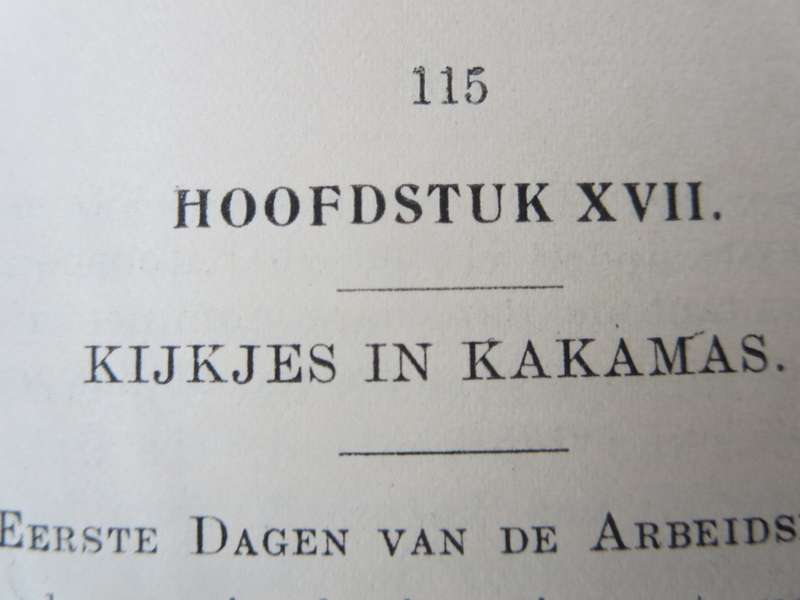 115
HOOFDSTUK XVII.
KIJKJES IN KAKAMAS.
EERSTE DAGEN VAN DE